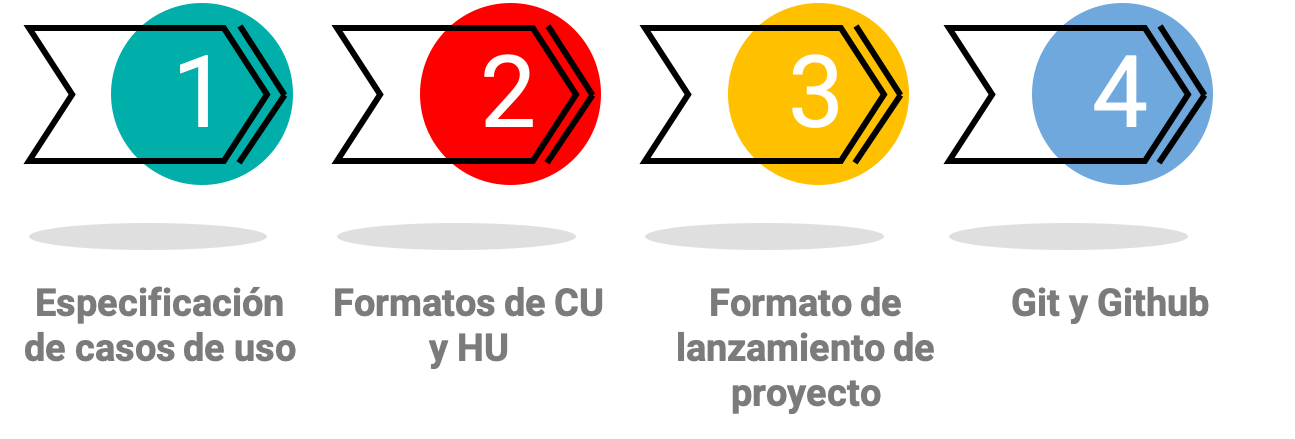 1
Especificación
de casos de uso
2
Formatos de CU
y HU
3
Formato de
lanzamiento de
proyecto
4
Git y Github